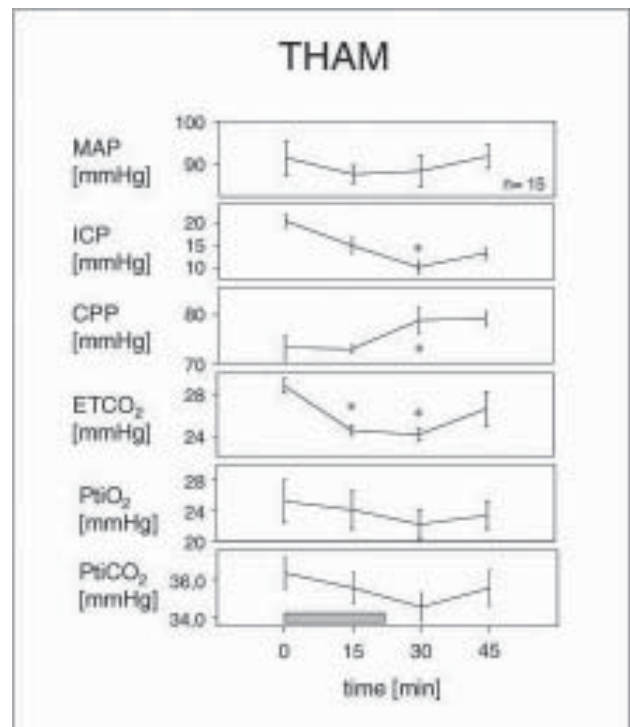 THAM
MAP
[mmHg]
100
90
n= 15
ICP
[mmHg]
20
15
10
*
CPP
[mmHg]
80
70
*
ETCO₂
[mmHg]
28
24
* *
PtiO₂
[mmHg]
28
24
20
PtiCO₂
[mmHg]
36,0
34,0
0 15 30 45
time [min]